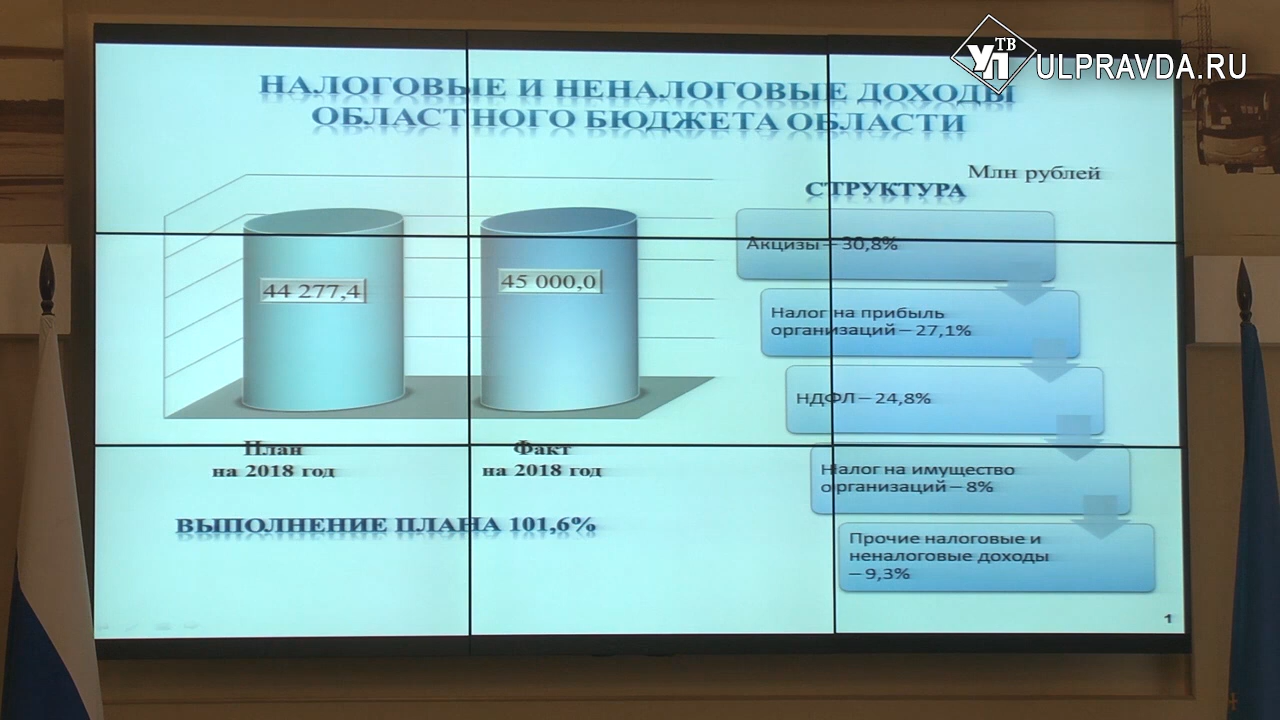 УП ТВ ULPRAVDA.RU
НАЛОГОВЫЕ И НЕНАЛОГОВЫЕ ДОХОДЫ
ОБЛАСТНОГО БЮДЖЕТА ОБЛАСТИ
Млн рублей
СТРУКТУРА
44 277,4
45 000,0
План
на 2018 год
Факт
на 2018 год
ВЫПОЛНЕНИЕ ПЛАНА 101,6%
Акцизы – 30,8%
Налог на прибыль
организаций – 27,1%
НДФЛ – 24,8%
Налог на имущество
организаций – 8%
Прочие налоговые и
неналоговые доходы
– 9,3%
1